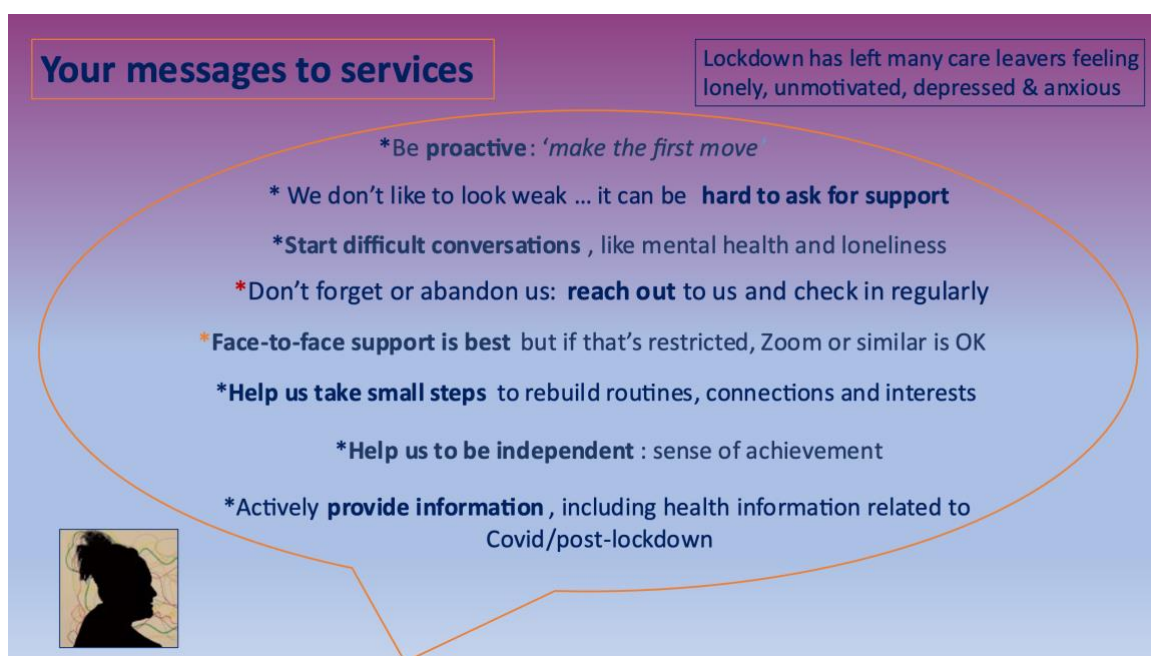 Your messages to services
Lockdown has left many care leavers feeling
lonely, unmotivated, depressed & anxious
*Be proactive: ‘make the first move’
* We don’t like to look weak … it can be hard to ask for support
*Start difficult conversations , like mental health and loneliness
*Don’t forget or abandon us: reach out to us and check in regularly
*Face-to-face support is best but if that’s restricted, Zoom or similar is OK
*Help us take small steps to rebuild routines, connections and interests
*Help us to be independent : sense of achievement
*Actively provide information , including health information related to
Covid/post-lockdown